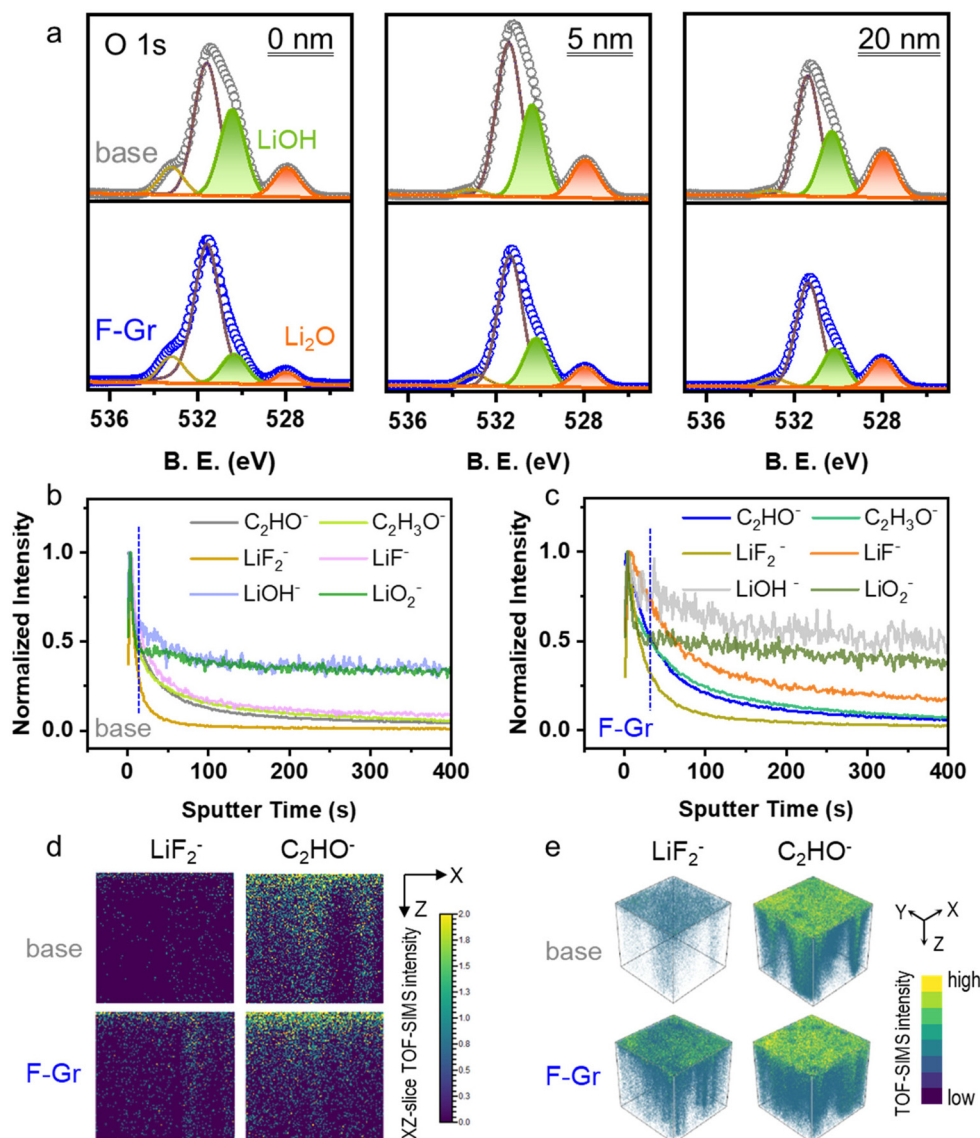 a
O 1s
0 nm
5 nm
20 nm
base
LiOH
F-Gr
Li₂O
536 532 528
536 532 528
536 532 528
B. E. (eV)
B. E. (eV)
B. E. (eV)
b
C₂HO⁻ C₂H₃O⁻
LiF₂⁻ LiF⁻
LiOH⁻ LiO₂⁻
Normalized Intensity
1.0
0.5
0.0
base
0 100 200 300 400
Sputter Time (s)
c
C₂HO⁻ C₂H₃O⁻
LiF₂⁻ LiF⁻
LiOH ⁻ LiO₂⁻
Normalized Intensity
1.0
0.5
0.0
F-Gr
0 100 200 300 400
Sputter Time (s)
d
LiF₂⁻ C₂HO⁻
X
Z
base
F-Gr
2.0
1.8
1.5
1.3
1.0
0.8
0.5
0.3
0.0
XZ-slice TOF-SIMS intensity
e
LiF₂⁻ C₂HO⁻
Y X
Z
base
F-Gr
high
low
TOF-SIMS intensity